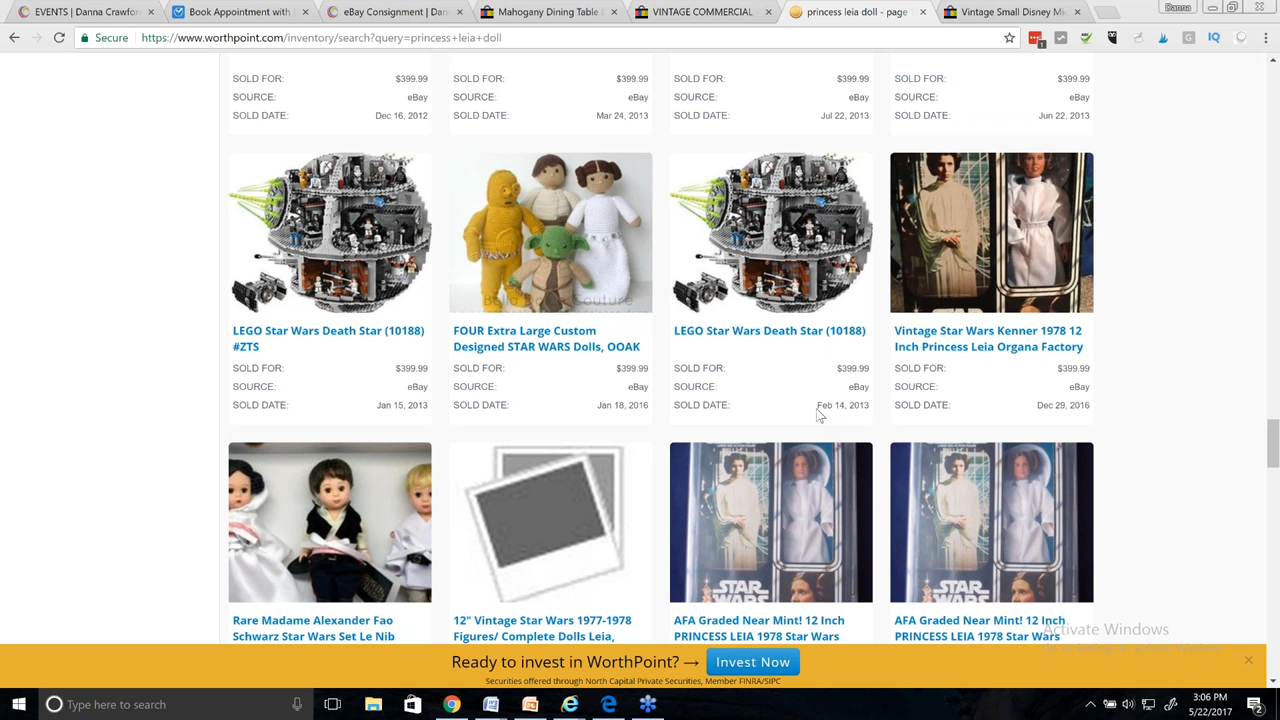 EVENTS | Danna Crawfor
Book Appointment with
eBay Consignment | Dan
Mahogany Dining Table
VINTAGE COMMERCIAL
princess leia doll - page
Vintage Small Disney Mi
Danna
Secure
https://www.worthpoint.com/inventory/search?query=princess+leia+doll
SOLD FOR: $399.99 SOLD FOR: $399.99 SOLD FOR: $399.99 SOLD FOR: $399.99
SOURCE: eBay SOURCE: eBay SOURCE: eBay SOURCE: eBay
SOLD DATE: Dec 16, 2012 SOLD DATE: Mar 24, 2013 SOLD DATE: Jul 22, 2013 SOLD DATE: Jun 22, 2013
LEGO Star Wars Death Star (10188) FOUR Extra Large Custom LEGO Star Wars Death Star (10188) Vintage Star Wars Kenner 1978 12
#ZTS Designed STAR WARS Dolls, OOAK Inch Princess Leia Organa Factory
SOLD FOR: $399.99 SOLD FOR: $399.99 SOLD FOR: $399.99 SOLD FOR: $399.99
SOURCE: eBay SOURCE: eBay SOURCE: eBay SOURCE: eBay
SOLD DATE: Jan 15, 2013 SOLD DATE: Jan 18, 2016 SOLD DATE: Feb 14, 2013 SOLD DATE: Dec 29, 2016
STAR STAR
WARS WARS
Rare Madame Alexander Fao 12" Vintage Star Wars 1977-1978 AFA Graded Near Mint! 12 Inch AFA Graded Near Mint! 12 Inch
Schwarz Star Wars Set Le Nib Figures/ Complete Dolls Leia, PRINCESS LEIA 1978 Star Wars PRINCESS LEIA 1978 Star Wars
Activate Windows
Ready to invest in WorthPoint? → Invest Now
Securities offered through North Capital Private Securities, Member FINRA/SIPC
Type here to search
3:06 PM
5/22/2017